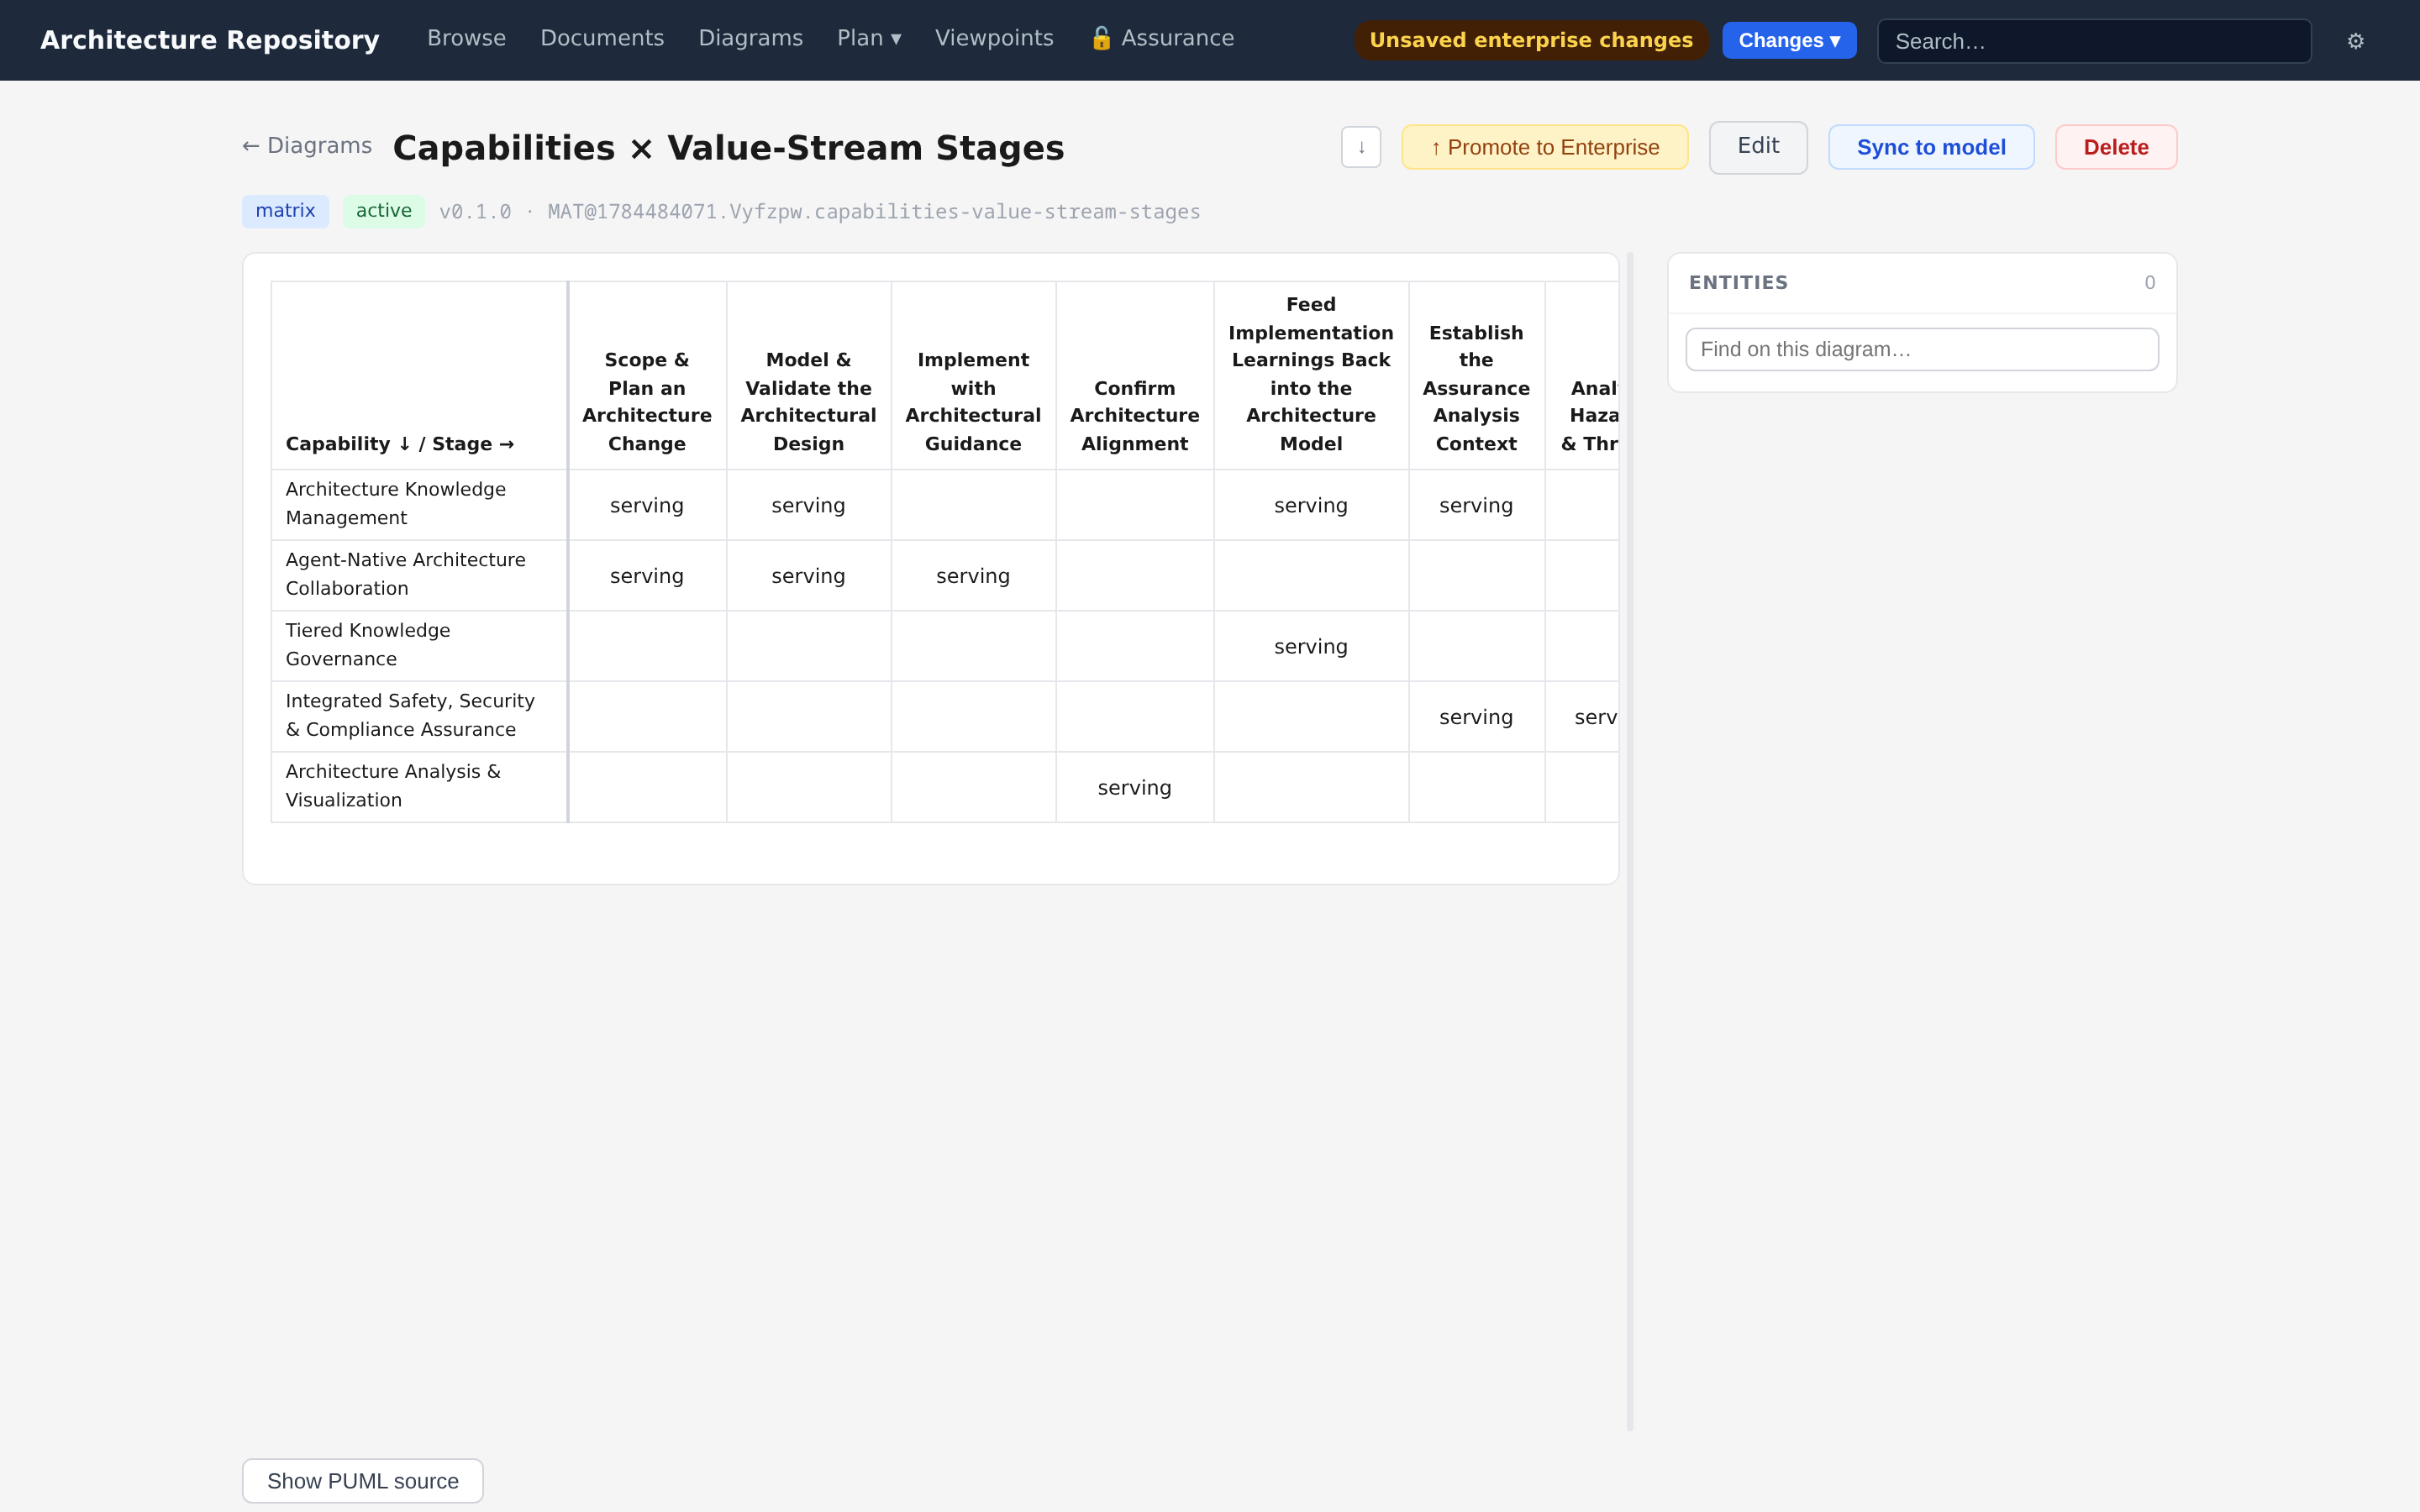 Architecture Repository Browse Documents Diagrams Plan ▾ Viewpoints 🔓 Assurance Unsaved enterprise changes Changes ▾ Search… ⚙
← Diagrams Capabilities × Value-Stream Stages ↓ ↑ Promote to Enterprise Edit Sync to model Delete
matrix active v0.1.0 · MAT@1784484071.Vyfzpw.capabilities-value-stream-stages
Capability ↓ / Stage →
Scope &
Plan an
Architecture
Change
Model &
Validate the
Architectural
Design
Implement
with
Architectural
Guidance
Confirm
Architecture
Alignment
Feed
Implementation
Learnings Back
into the
Architecture
Model
Establish
the
Assurance
Analysis
Context
& Thr
Architecture Knowledge
Management
serving serving serving serving
Agent-Native Architecture
Collaboration
serving serving serving
Tiered Knowledge
Governance
serving
Integrated Safety, Security
& Compliance Assurance
serving serv
Architecture Analysis &
Visualization
serving
ENTITIES 0
Find on this diagram…
Show PUML source